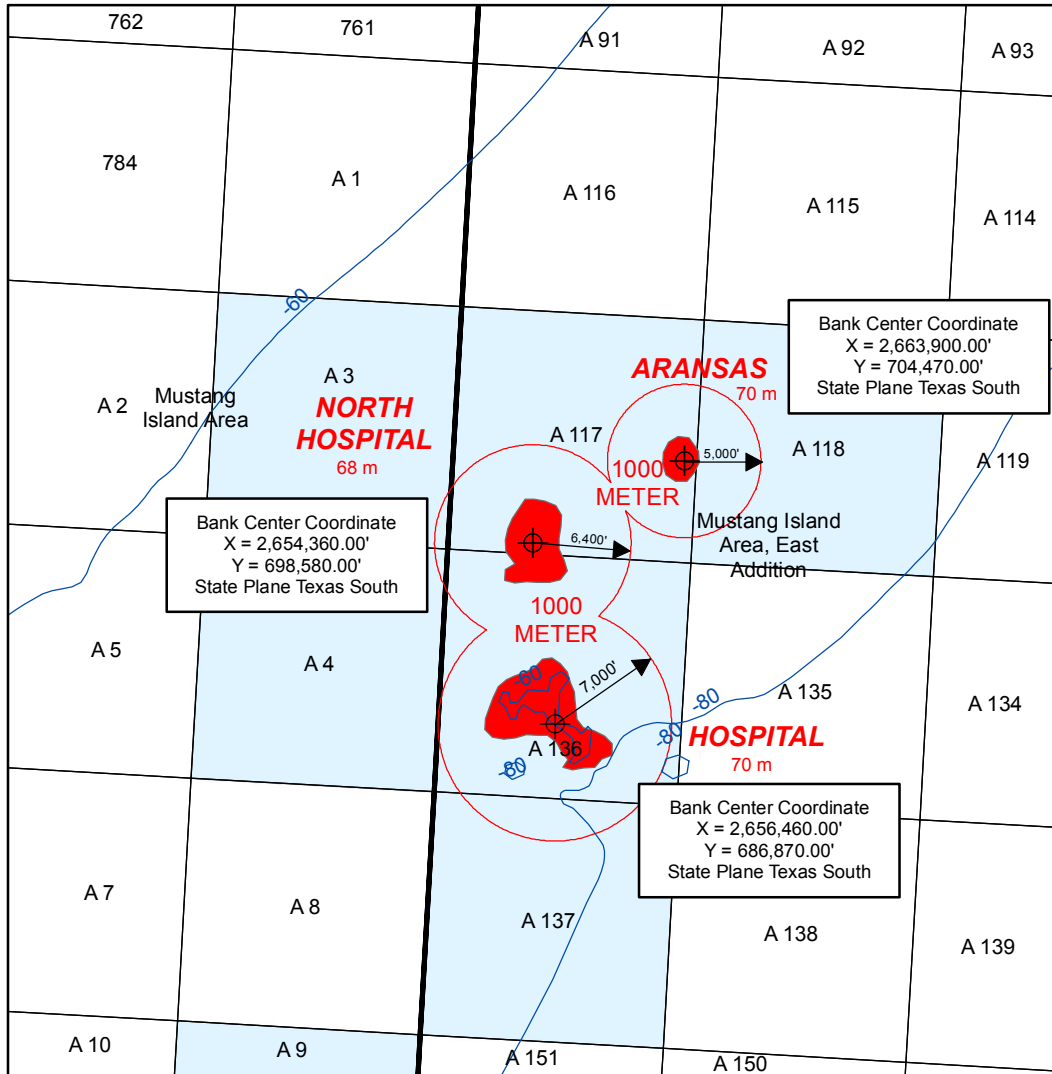 762
761
A 91
A 92
A 93
784
A 1
A 116
A 115
A 114
-60
Bank Center Coordinate
X = 2,663,900.00'
Y = 704,470.00'
State Plane Texas South
A 2
Mustang
Island Area
A 3
NORTH
HOSPITAL
68 m
ARANSAS
70 m
A 117
A 118
A 119
5,000'
1000
METER
Mustang Island
Area, East
Addition
Bank Center Coordinate
X = 2,654,360.00'
Y = 698,580.00'
State Plane Texas South
6,400'
1000
METER
A 5
A 4
-60
7,000'
A 135
A 134
-80
-80
A 136
-80
HOSPITAL
70 m
Bank Center Coordinate
X = 2,656,460.00'
Y = 686,870.00'
State Plane Texas South
A 7
A 8
A 137
A 138
A 139
A 10
A 9
A 151
A 150